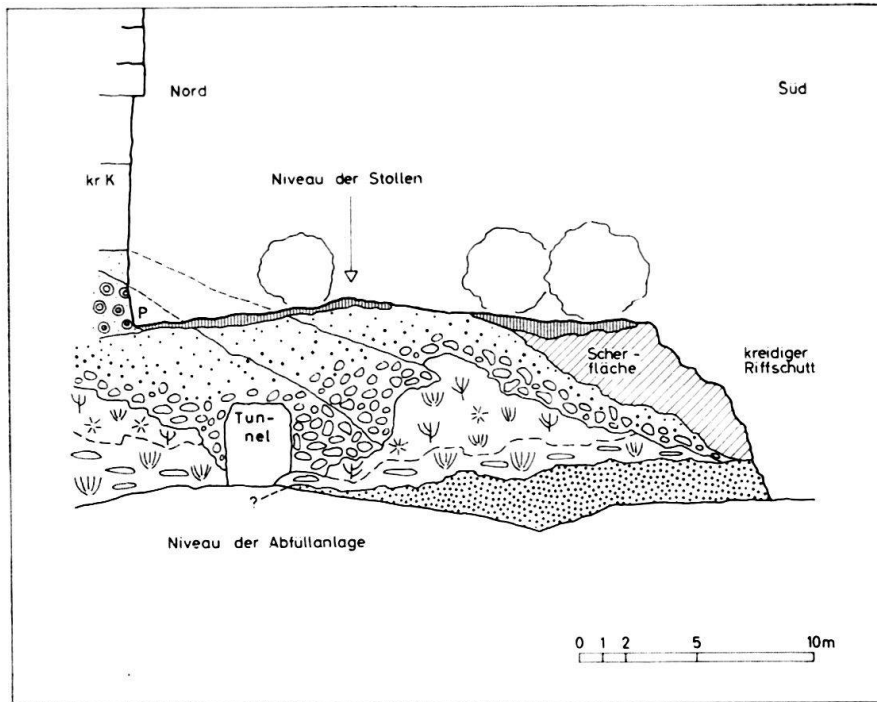 Nord
Süd
kr K
Niveau der Stollen
P
Scher-
fläche
kreidiger
Riffschutt
Tun-
nel
?
Niveau der Abfüllanlage
0 1 2 5 10m